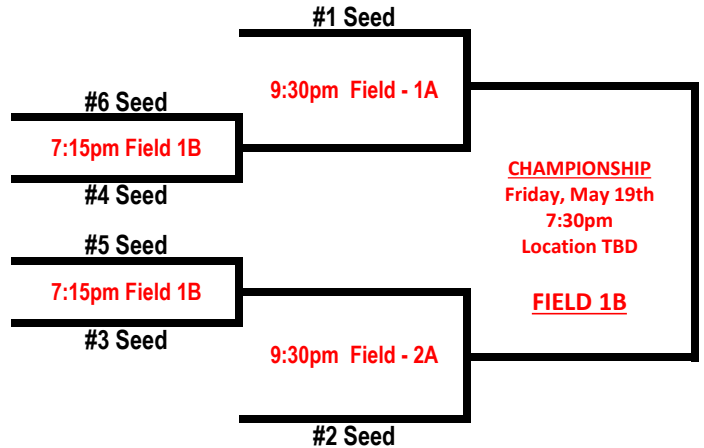 #1 Seed
9:30pm Field - 1A
#6 Seed
7:15pm Field 1B
#4 Seed
#5 Seed
7:15pm Field 1B
#3 Seed
9:30pm Field - 2A
#2 Seed
CHAMPIONSHIP
Friday, May 19th
7:30pm
Location TBD
FIELD 1B